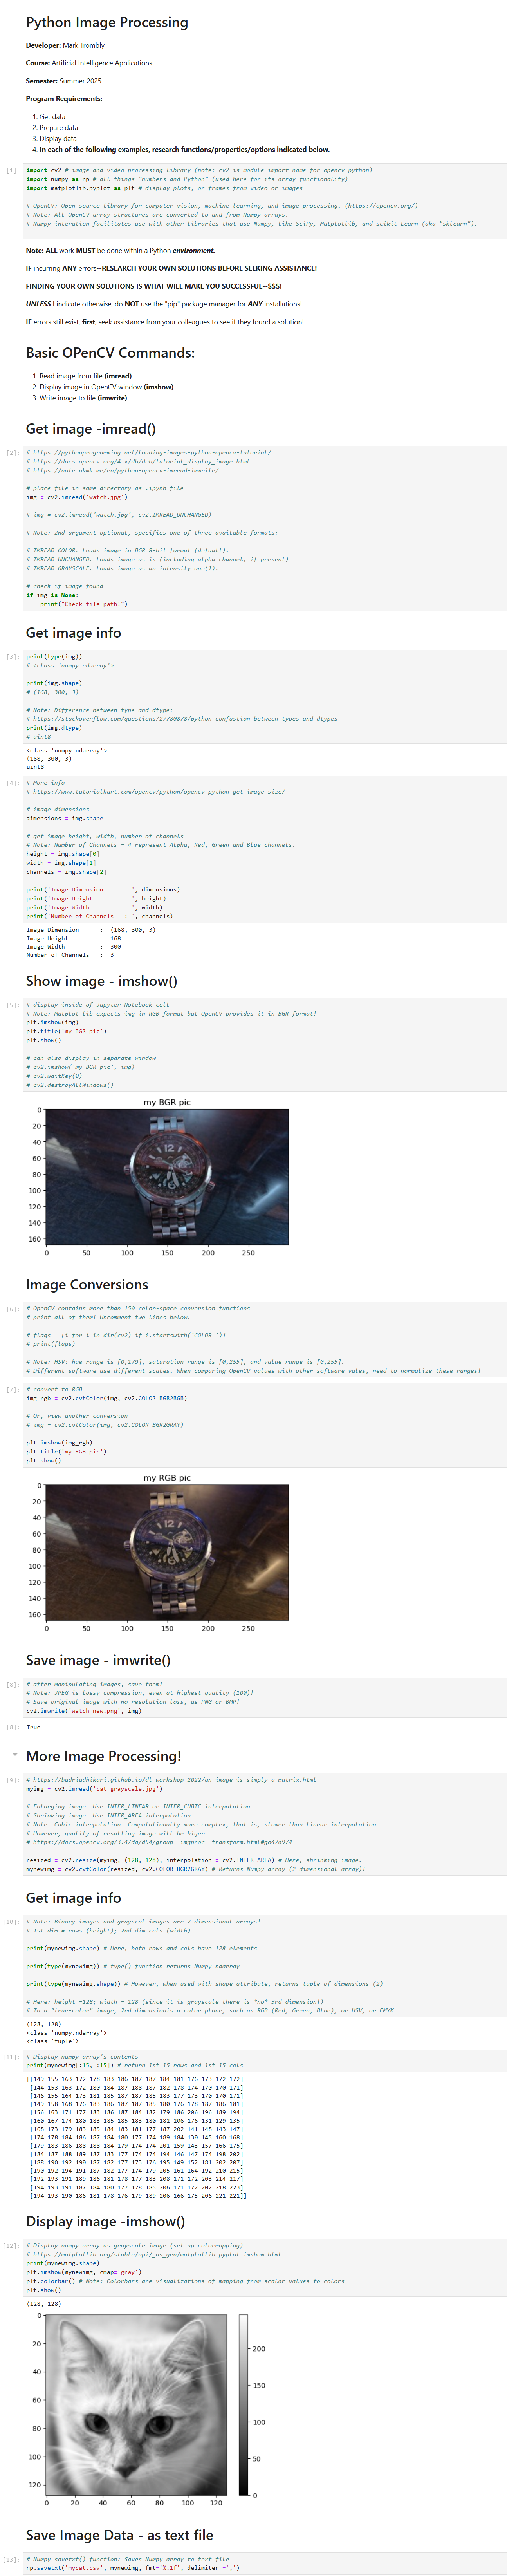 Python Image Processing
Developer: Mark Trombly
Course: Artificial Intelligence Applications
Semester: Summer 2025
Program Requirements:
1. Get data
2. Prepare data
3. Display data
4. In each of the following examples, research functions/properties/options indicated below.
[1]: import cv2 # image and video processing library (note: cv2 is module import name for opencv-python)
import numpy as np # all things "numbers and Python" (used here for its array functionality)
import matplotlib.pyplot as plt # display plots, or frames from video or images
# OpenCV: Open-source library for computer vision, machine learning, and image processing. (https://opencv.org/)
# Note: All OpenCV array structures are converted to and from Numpy arrays.
# Numpy interation facilitates use with other libraries that use Numpy, like SciPy, Matplotlib, and scikit-Learn (aka "sklearn").
Note: ALL work MUST be done within a Python environment.
IF incurring ANY errors--RESEARCH YOUR OWN SOLUTIONS BEFORE SEEKING ASSISTANCE!
FINDING YOUR OWN SOLUTIONS IS WHAT WILL MAKE YOU SUCCESSFUL--$$$!
UNLESS I indicate otherwise, do NOT use the "pip" package manager for ANY installations!
IF errors still exist, first, seek assistance from your colleagues to see if they found a solution!
Basic OPenCV Commands:
1. Read image from file (imread)
2. Display image in OpenCV window (imshow)
3. Write image to file (imwrite)
Get image -imread()
[2]: # https://pythonprogramming.net/loading-images-python-opencv-tutorial/
# https://docs.opencv.org/4.x/db/deb/tutorial_display_image.html
# https://note.nkmk.me/en/python-opencv-imread-imwrite/
# place file in same directory as .ipynb file
img = cv2.imread('watch.jpg')
# img = cv2.imread('watch.jpg', cv2.IMREAD_UNCHANGED)
# Note: 2nd argument optional, specifies one of three available formats:
# IMREAD_COLOR: Loads image in BGR 8-bit format (default).
# IMREAD_UNCHANGED: Loads image as is (including alpha channel, if present)
# IMREAD_GRAYSCALE: Loads image as an intensity one(1).
# check if image found
if img is None:
print("Check file path!")
Get image info
[3]: print(type(img))
# <class 'numpy.ndarray'>
print(img.shape)
# (168, 300, 3)
# Note: Difference between type and dtype:
# https://stackoverflow.com/questions/27780878/python-confustion-between-types-and-dtypes
print(img.dtype)
# uint8
<class 'numpy.ndarray'>
(168, 300, 3)
uint8
[4]: # More info
# https://www.tutorialkart.com/opencv/python/opencv-python-get-image-size/
# image dimensions
dimensions = img.shape
# get image height, width, number of channels
# Note: Number of Channels = 4 represent Alpha, Red, Green and Blue channels.
height = img.shape[0]
width = img.shape[1]
channels = img.shape[2]
print('Image Dimension : ', dimensions)
print('Image Height : ', height)
print('Image Width : ', width)
print('Number of Channels : ', channels)
Image Dimension : (168, 300, 3)
Image Height : 168
Image Width : 300
Number of Channels : 3
Show image - imshow()
[5]: # display inside of Jupyter Notebook cell
# Note: Matplot lib expects img in RGB format but OpenCV provides it in BGR format!
plt.imshow(img)
plt.title('my BGR pic')
plt.show()
# can also display in separate window
# cv2.imshow('my BGR pic', img)
# cv2.waitKey(0)
# cv2.destroyAllWindows()
my BGR pic
0
20
40
60
80
100
120
140
160
0 50 100 150 200 250
Image Conversions
[6]: # OpenCV contains more than 150 color-space conversion functions
# print all of them! Uncomment two lines below.
# flags = [i for i in dir(cv2) if i.startswith('COLOR_')]
# print(flags)
# Note: HSV: hue range is [0,179], saturation range is [0,255], and value range is [0,255].
# Different software use different scales. When comparing OpenCV values with other software vales, need to normalize these ranges!
[7]: # convert to RGB
img_rgb = cv2.cvtColor(img, cv2.COLOR_BGR2RGB)
# Or, view another conversion
# img = cv2.cvtColor(img, cv2.COLOR_BGR2GRAY)
plt.imshow(img_rgb)
plt.title('my RGB pic')
plt.show()
my RGB pic
0
20
40
60
80
100
120
140
160
0 50 100 150 200 250
Save image - imwrite()
[8]: # after manipulating images, save them!
# Note: JPEG is lossy compression, even at highest quality (100)!
# Save original image with no resolution loss, as PNG or BMP!
cv2.imwrite('watch_new.png', img)
[8]: True
More Image Processing!
[9]: # https://badriadhikari.github.io/dl-workshop-2022/an-image-is-simply-a-matrix.html
myimg = cv2.imread('cat-grayscale.jpg')
# Enlarging image: Use INTER_LINEAR or INTER_CUBIC interpolation
# Shrinking image: Use INTER_AREA interpolation
# Note: Cubic interpolation: Computationally more complex, that is, slower than linear interpolation.
# However, quality of resulting image will be higer.
# https://docs.opencv.org/3.4/da/d54/group__imgproc__transform.html#ga47a974
resized = cv2.resize(myimg, (128, 128), interpolation = cv2.INTER_AREA) # Here, shrinking image.
mynewimg = cv2.cvtColor(resized, cv2.COLOR_BGR2GRAY) # Returns Numpy array (2-dimensional array)!
Get image info
[10]: # Note: Binary images and grayscal images are 2-dimensional arrays!
# 1st dim = rows (height); 2nd dim cols (width)
print(mynewimg.shape) # Here, both rows and cols have 128 elements
print(type(mynewimg)) # type() function returns Numpy ndarray
print(type(mynewimg.shape)) # However, when used with shape attribute, returns tuple of dimensions (2)
# Here: height =128; width = 128 (since it is grayscale there is *no* 3rd dimension!)
# In a "true-color" image, 2rd dimensionis a color plane, such as RGB (Red, Green, Blue), or HSV, or CMYK.
(128, 128)
<class 'numpy.ndarray'>
<class 'tuple'>
[11]: # Display numpy array's contents
print(mynewimg[:15, :15]) # return 1st 15 rows and 1st 15 cols
[[149 155 163 172 178 183 186 187 187 184 181 176 173 172 172]
[144 153 163 172 180 184 187 188 187 182 178 174 170 170 171]
[146 155 164 173 181 185 187 187 185 183 177 173 170 170 171]
[149 158 168 176 183 186 187 187 185 180 176 178 187 186 181]
[156 163 171 177 183 186 187 184 182 179 186 206 196 189 194]
[160 167 174 180 183 185 185 183 180 182 206 176 131 129 135]
[168 173 179 183 185 184 183 181 177 187 202 141 148 143 147]
[174 178 184 186 187 184 180 177 174 189 184 130 145 160 168]
[179 183 186 188 188 184 179 174 174 201 159 143 157 166 175]
[184 187 188 189 187 183 177 174 174 194 146 147 174 198 202]
[188 190 192 190 187 182 177 173 176 195 149 152 181 202 207]
[190 192 194 191 187 182 177 174 179 205 161 164 192 210 215]
[192 193 191 189 186 181 178 177 183 208 171 172 203 214 217]
[194 193 191 187 184 180 177 178 185 206 171 172 202 218 223]
[194 193 190 186 181 178 176 179 189 206 166 175 206 221 221]]
Display image -imshow()
[12]: # Display numpy array as grayscale image (set up colormapping)
# https://matplotlib.org/stable/api/_as_gen/matplotlib.pyplot.imshow.html
print(mynewimg.shape)
plt.imshow(mynewimg, cmap='gray')
plt.colorbar() # Note: Colorbars are visualizations of mapping from scalar values to colors
plt.show()
(128, 128)
0
20
40
60
80
100
120
0 20 40 60 80 100 120
200
150
100
50
0
Save Image Data - as text file
[13]: # Numpy savetxt() function: Saves Numpy array to text file
np.savetxt('mycat.csv', mynewimg, fmt='%.1f', delimiter =',')